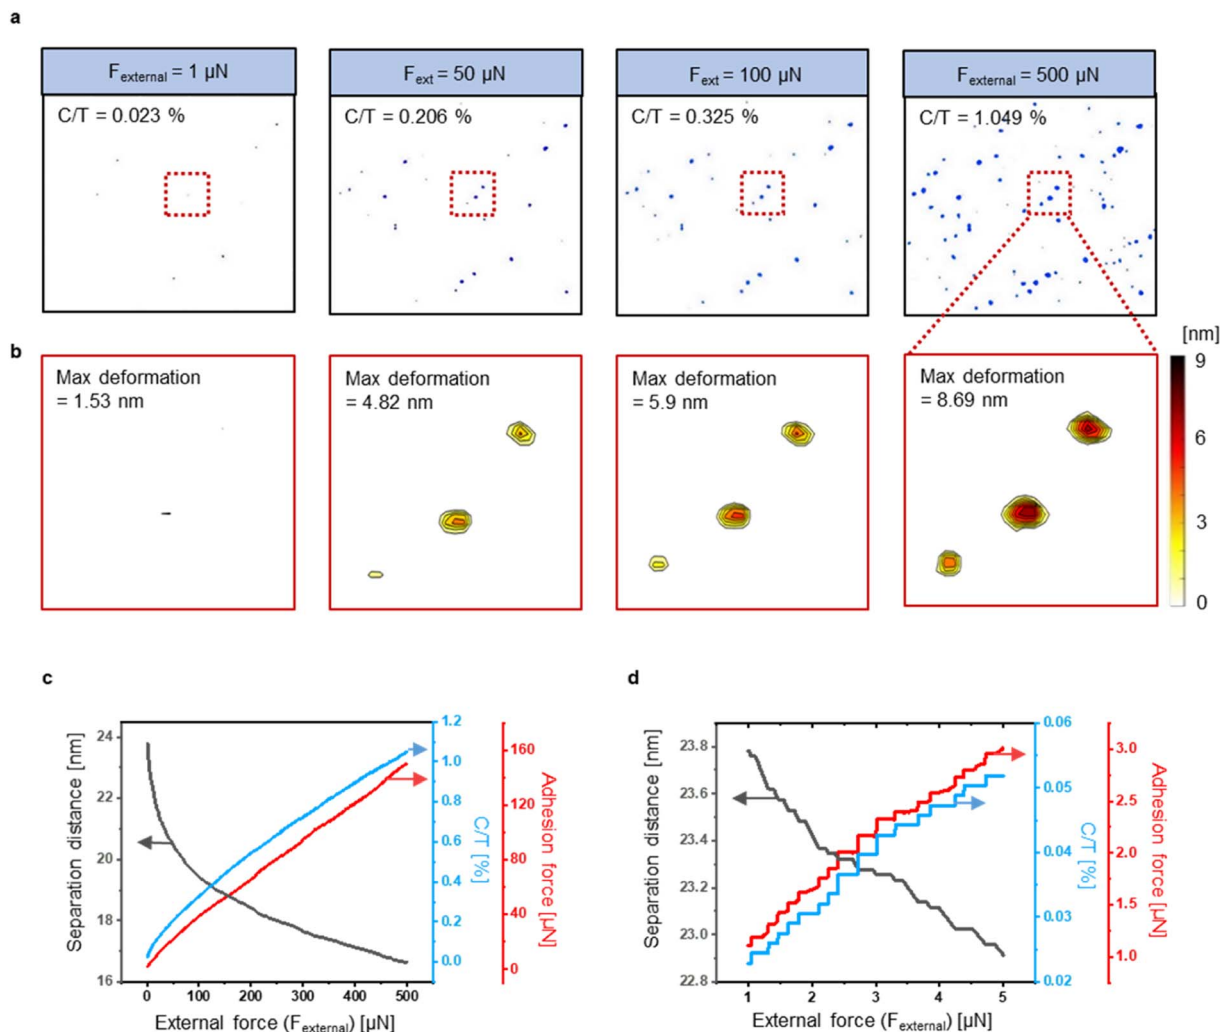 a
F_external = 1 μN
F_ext = 50 μN
F_ext = 100 μN
F_external = 500 μN
C/T = 0.023 %
C/T = 0.206 %
C/T = 0.325 %
C/T = 1.049 %
b
[nm]
Max deformation
= 1.53 nm
Max deformation
= 4.82 nm
Max deformation
= 5.9 nm
Max deformation
= 8.69 nm
9
6
3
0
c
Separation distance [nm]
24
22
20
18
16
0
100
200
300
400
500
External force (F_external) [μN]
1.2
1.0
0.8
0.6
0.4
0.2
0.0
C/T [%]
160
120
80
40
0
Adhesion force [μN]
d
Separation distance [nm]
23.8
23.6
23.4
23.2
23.0
22.8
1
2
3
4
5
External force (F_external) [μN]
0.06
0.05
0.04
0.03
0.02
C/T [%]
3.0
2.5
2.0
1.5
1.0
Adhesion force [μN]